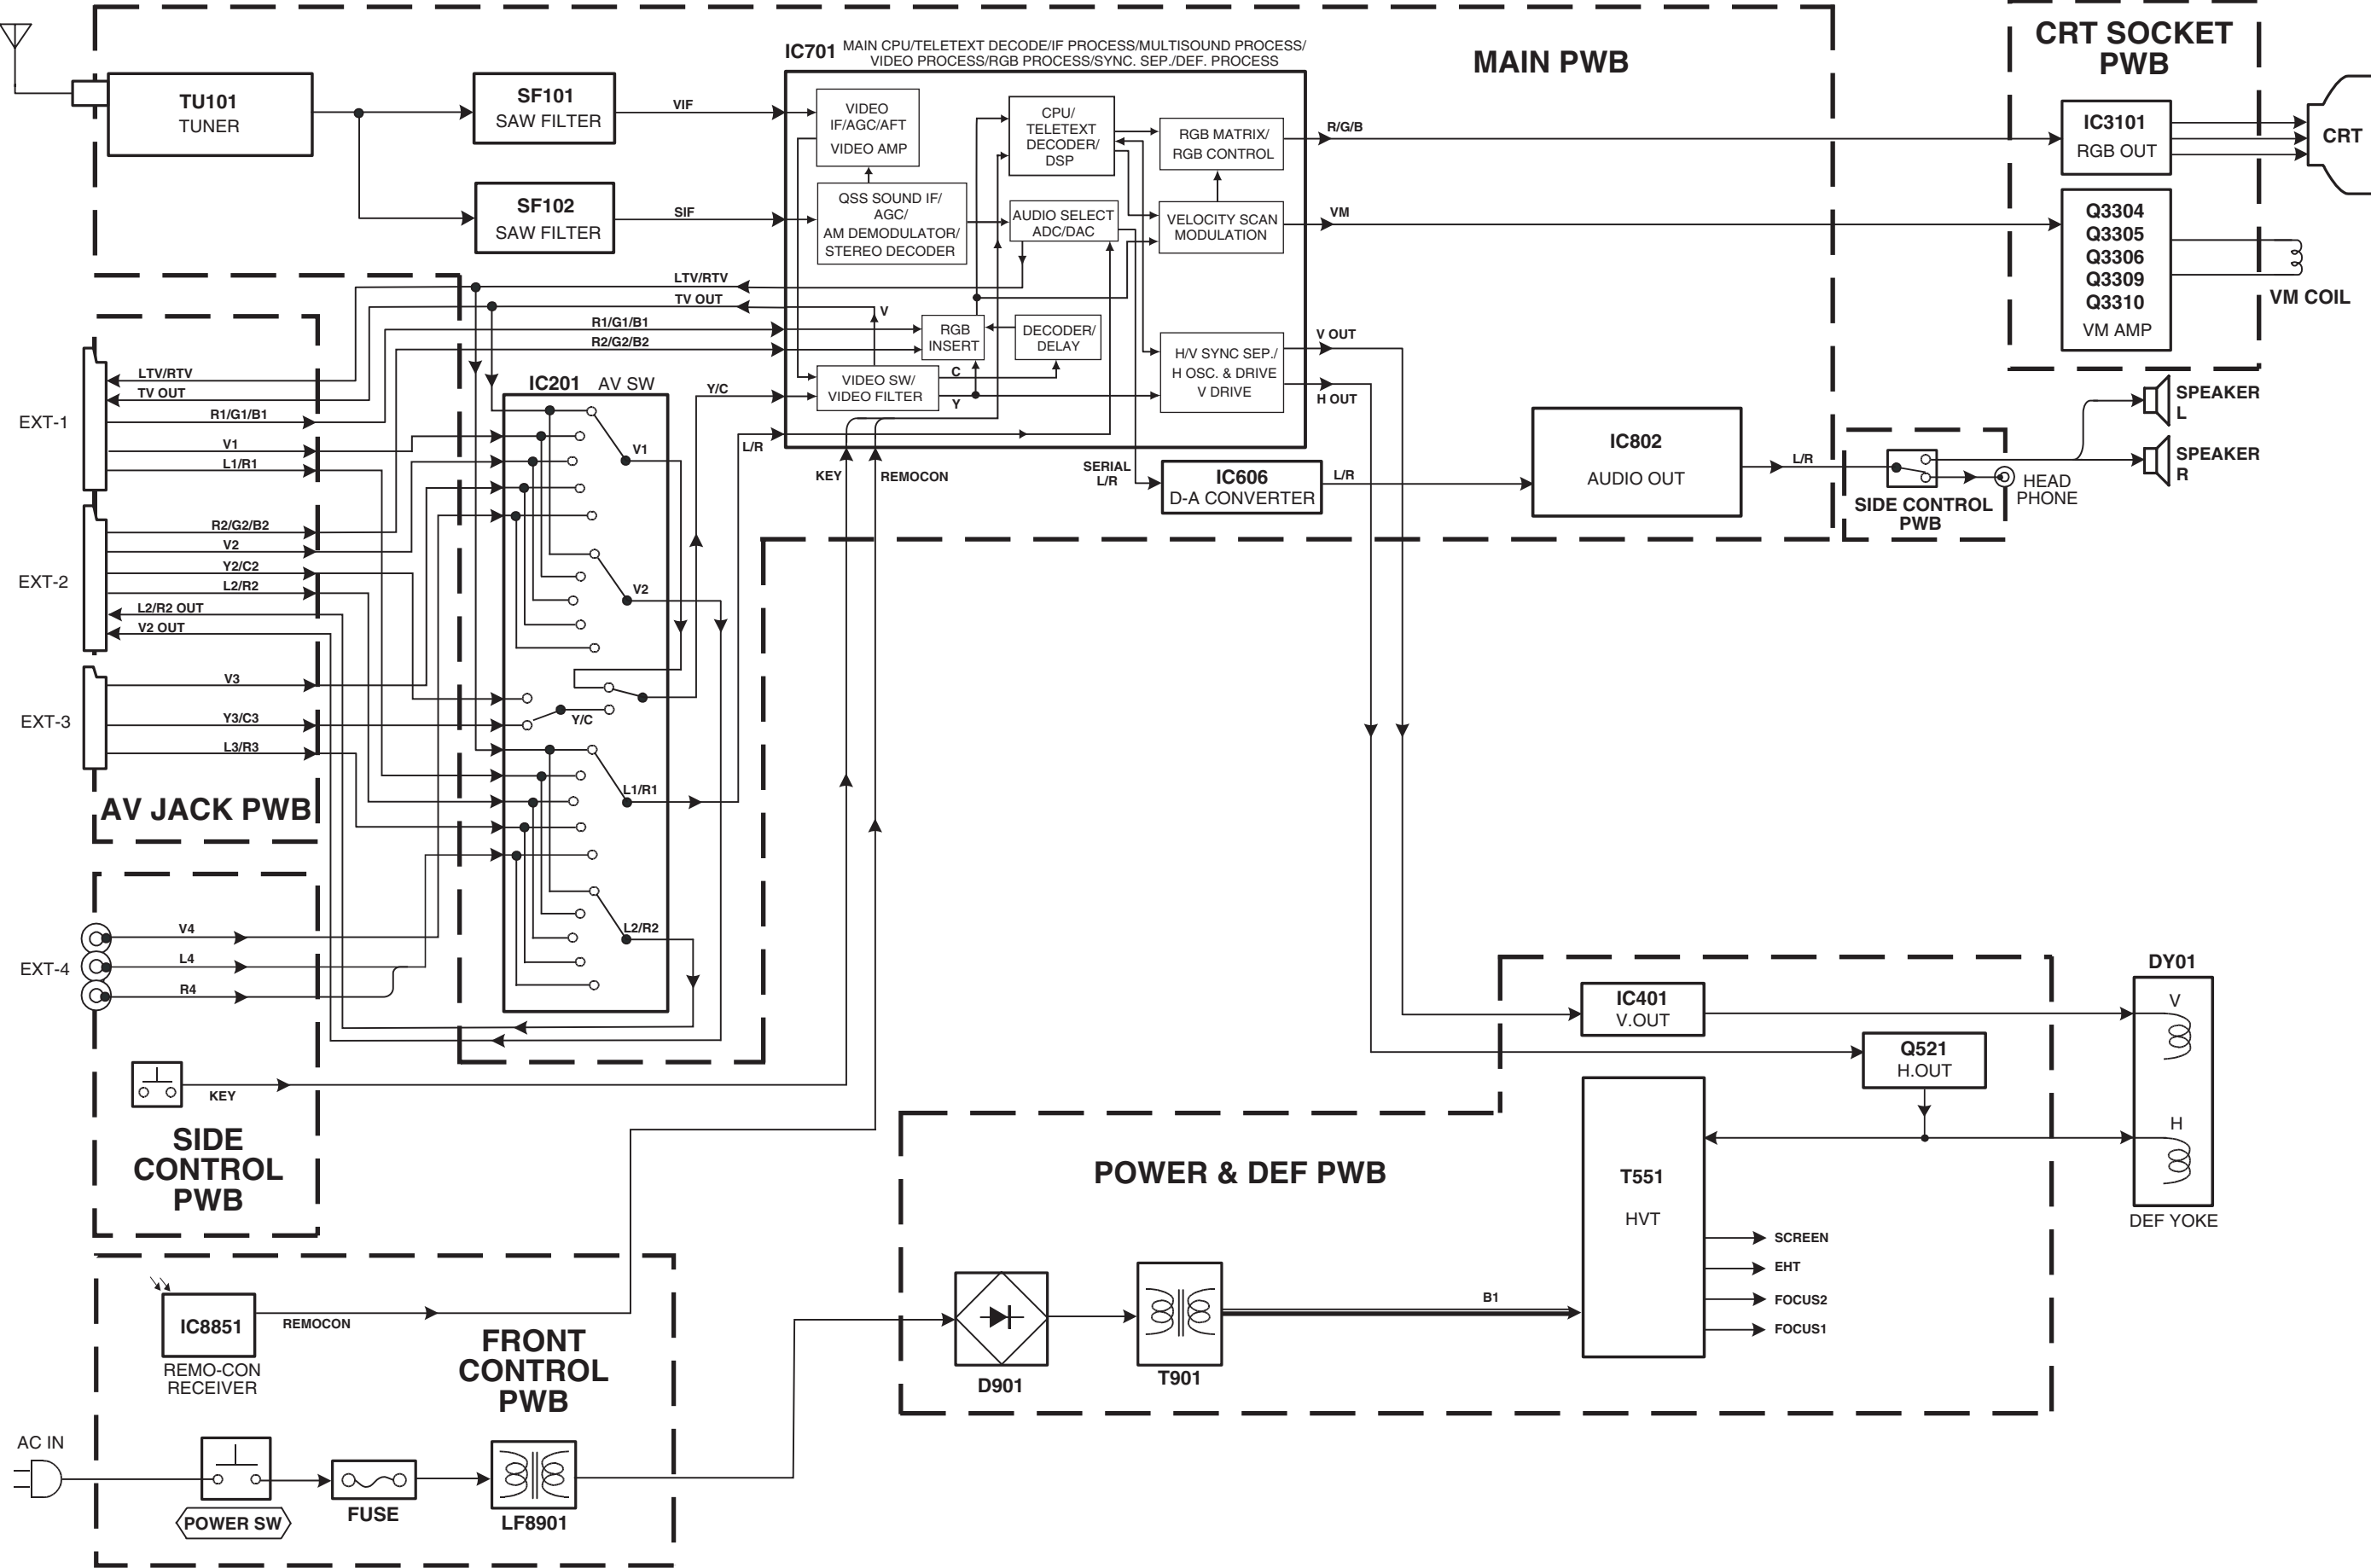 IC701 MAIN CPU/TELETEXT DECODE/IF PROCESS/MULTISOUND PROCESS/
VIDEO PROCESS/RGB PROCESS/SYNC. SEP./DEF. PROCESS
MAIN PWB
CRT SOCKET
PWB
TU101
TUNER
SF101
SAW FILTER
VIF
SF102
SAW FILTER
SIF
VIDEO
IF/AGC/AFT
VIDEO AMP
QSS SOUND IF/
AGC/
AM DEMODULATOR/
STEREO DECODER
CPU/
TELETEXT
DECODER/
DSP
AUDIO SELECT
ADC/DAC
RGB MATRIX/
RGB CONTROL
VELOCITY SCAN
MODULATION
R/G/B
VM
IC3101
RGB OUT
CRT
Q3304
Q3305
Q3306
Q3309
Q3310
VM AMP
VM COIL
LTV/RTV
TV OUT
R1/G1/B1
R2/G2/B2
V
RGB
INSERT
DECODER/
DELAY
VIDEO SW/
VIDEO FILTER
C
Y
H/V SYNC SEP./
H OSC. & DRIVE
V DRIVE
V OUT
H OUT
Y/C
L/R
KEY
REMOCON
SERIAL
L/R
IC606
D-A CONVERTER
L/R
IC802
AUDIO OUT
L/R
SIDE CONTROL
PWB
HEAD
PHONE
SPEAKER
L
SPEAKER
R
EXT-1
LTV/RTV
TV OUT
R1/G1/B1
V1
L1/R1
EXT-2
R2/G2/B2
V2
Y2/C2
L2/R2
L2/R2 OUT
V2 OUT
EXT-3
V3
Y3/C3
L3/R3
AV JACK PWB
IC201 AV SW
V1
V2
Y/C
L1/R1
L2/R2
EXT-4
V4
L4
R4
KEY
SIDE
CONTROL
PWB
IC8851
REMO-CON
RECEIVER
REMOCON
FRONT
CONTROL
PWB
AC IN
POWER SW
FUSE
LF8901
POWER & DEF PWB
D901
T901
B1
T551
HVT
SCREEN
EHT
FOCUS2
FOCUS1
IC401
V.OUT
Q521
H.OUT
DY01
V
H
DEF YOKE